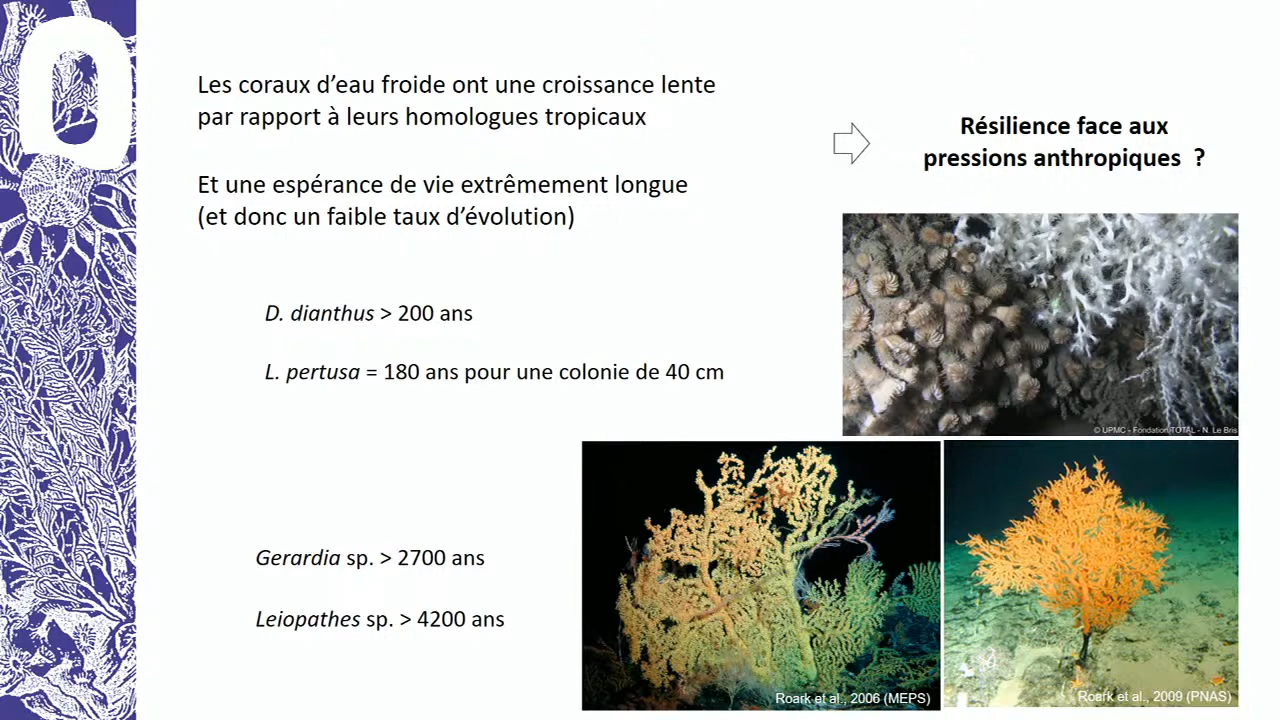 Les coraux d’eau froide ont une croissance lente
par rapport à leurs homologues tropicaux
Et une espérance de vie extrêmement longue
(et donc un faible taux d’évolution)
Résilience face aux
pressions anthropiques ?
D. dianthus > 200 ans
L. pertusa = 180 ans pour une colonie de 40 cm
© UPMC - Fondation TOTAL - N. Le Bris
Gerardia sp. > 2700 ans
Leiopathes sp. > 4200 ans
Roark et al., 2006 (MEPS)
Roark et al., 2009 (PNAS)